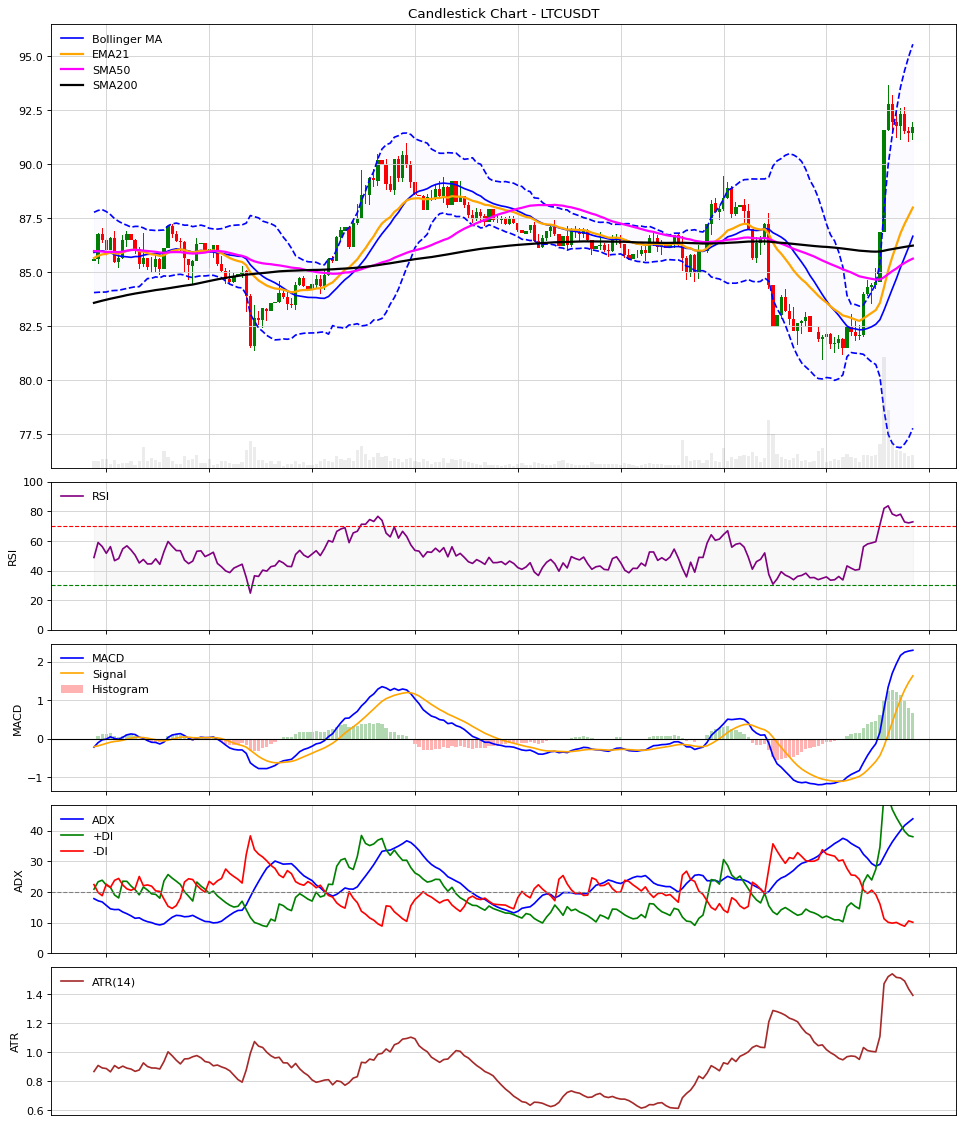 Candlestick Chart - LTCUSDT
Bollinger MA
EMA21
SMA50
SMA200
95.0
92.5
90.0
87.5
85.0
82.5
80.0
77.5
RSI
RSI
100
80
60
40
20
0
MACD
Signal
Histogram
MACD
2
1
0
−1
ADX
+DI
-DI
ADX
40
30
20
10
0
ATR(14)
ATR
1.4
1.2
1.0
0.8
0.6